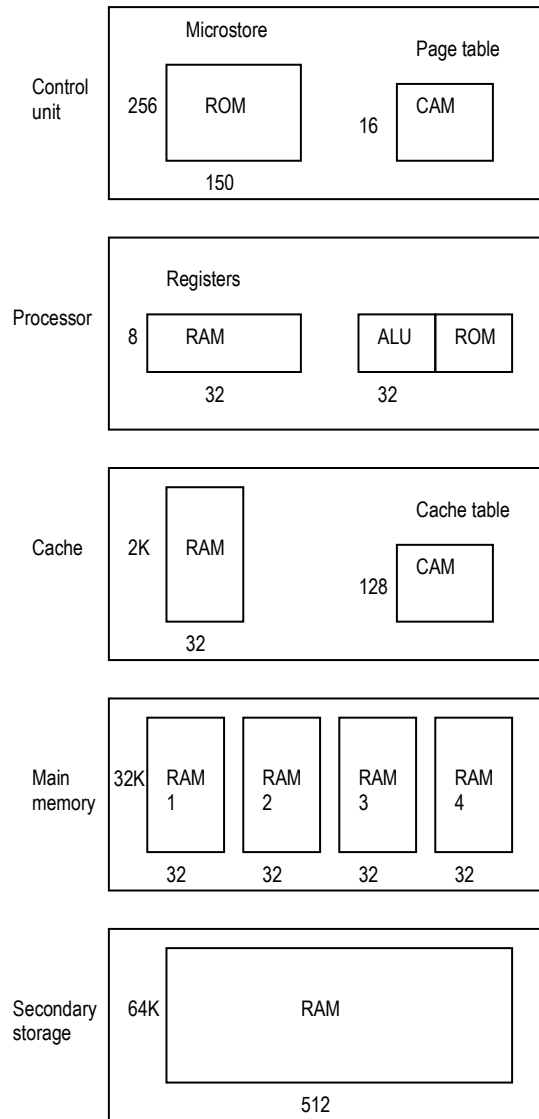 Microstore
Page table
Control
unit
256
ROM
16
CAM
150
Registers
Processor
8
RAM
ALU
ROM
32
32
Cache table
Cache
2K
RAM
128
CAM
32
Main
memory
32K
RAM
1
RAM
2
RAM
3
RAM
4
32
32
32
32
Secondary
storage
64K
RAM
512